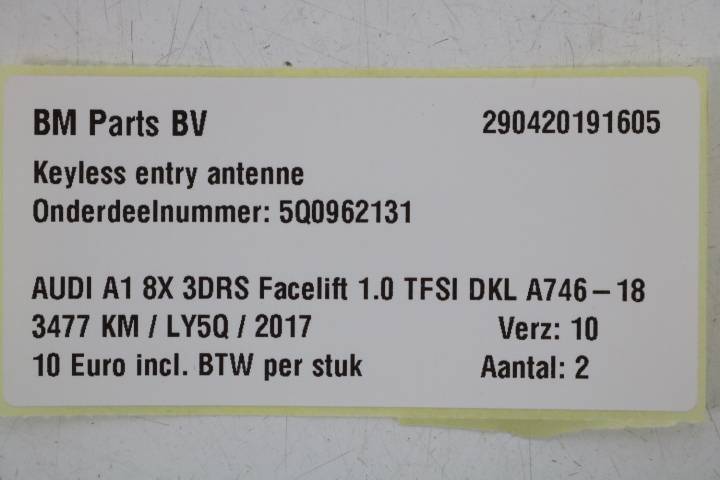 BM Parts BV 290420191605
Keyless entry antenne
Onderdeelnummer: 5Q0962131
AUDI A1 8X 3DRS Facelift 1.0 TFSI DKL A746-18
3477 KM / LY5Q / 2017 Verz: 10
10 Euro incl. BTW per stuk Aantal: 2